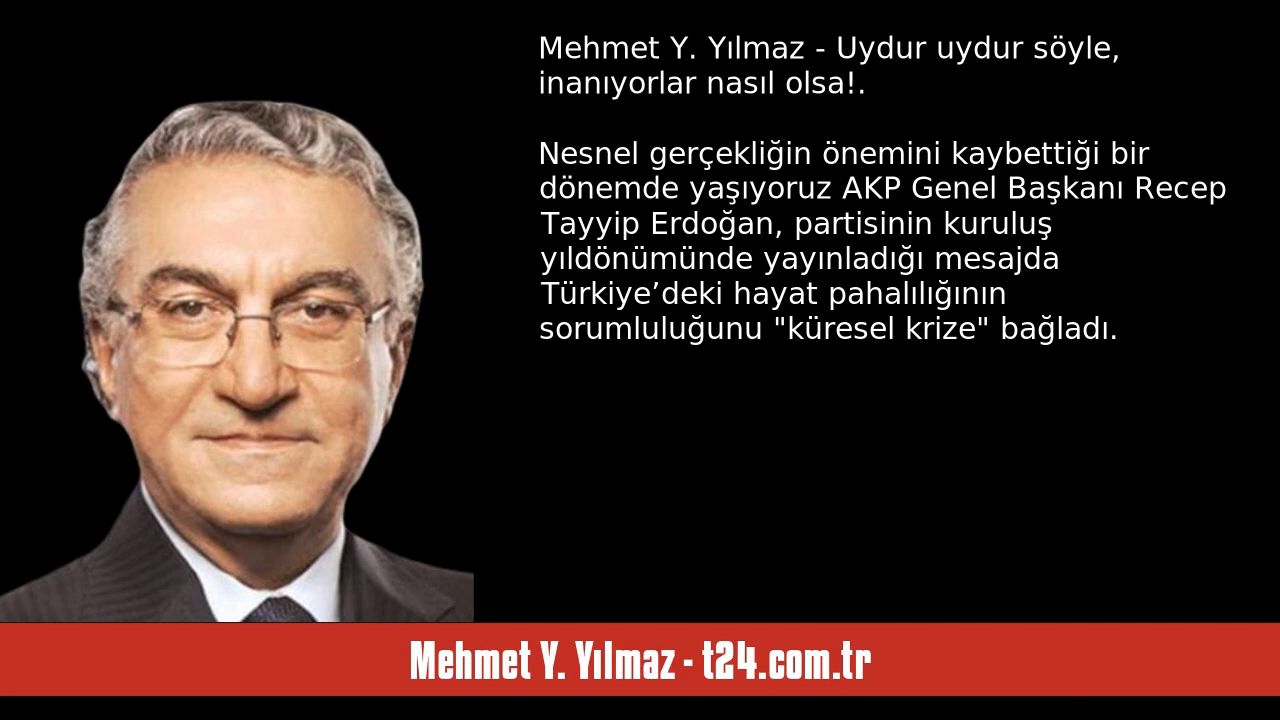 Mehmet Y. Yılmaz - Uydur uydur söyle,
inanıyorlar nasıl olsa!.
Nesnel gerçekliğin önemini kaybettiği bir
dönemde yaşıyoruz AKP Genel Başkanı Recep
Tayyip Erdoğan, partisinin kuruluş
yıldönümünde yayınladığı mesajda
Türkiye’deki hayat pahalılığının
sorumluluğunu "küresel krize" bağladı.
Mehmet Y. Yılmaz - t24.com.tr